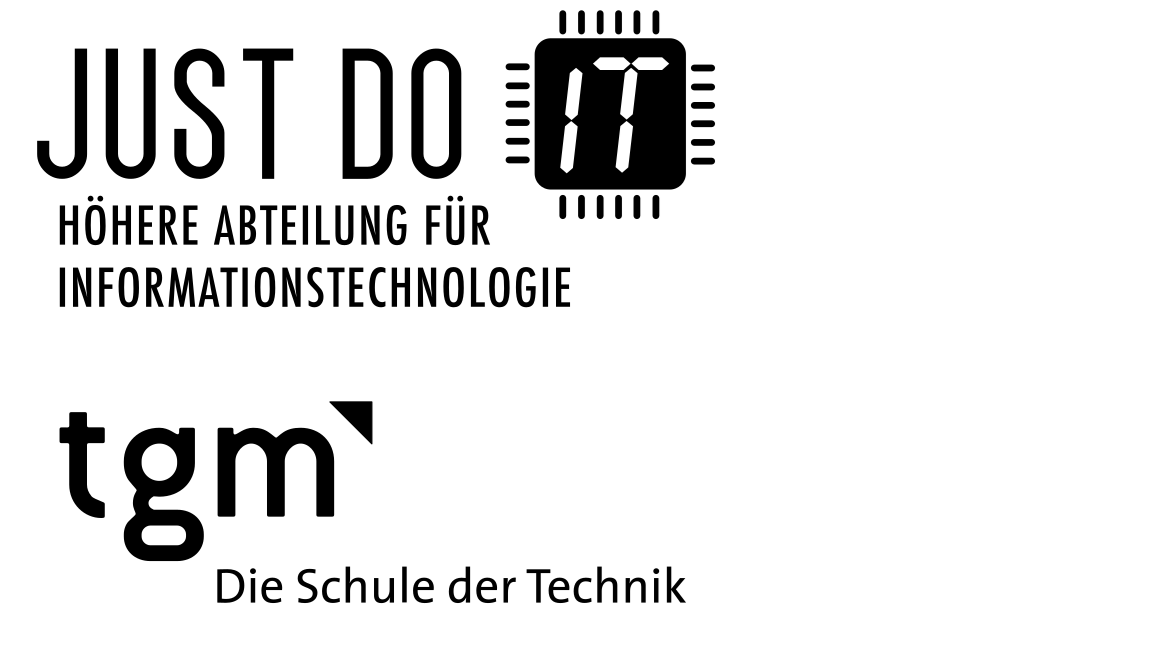 JUST DO IT
HÖHERE ABTEILUNG FÜR
INFORMATIONSTECHNOLOGIE
tgm
Die Schule der Technik